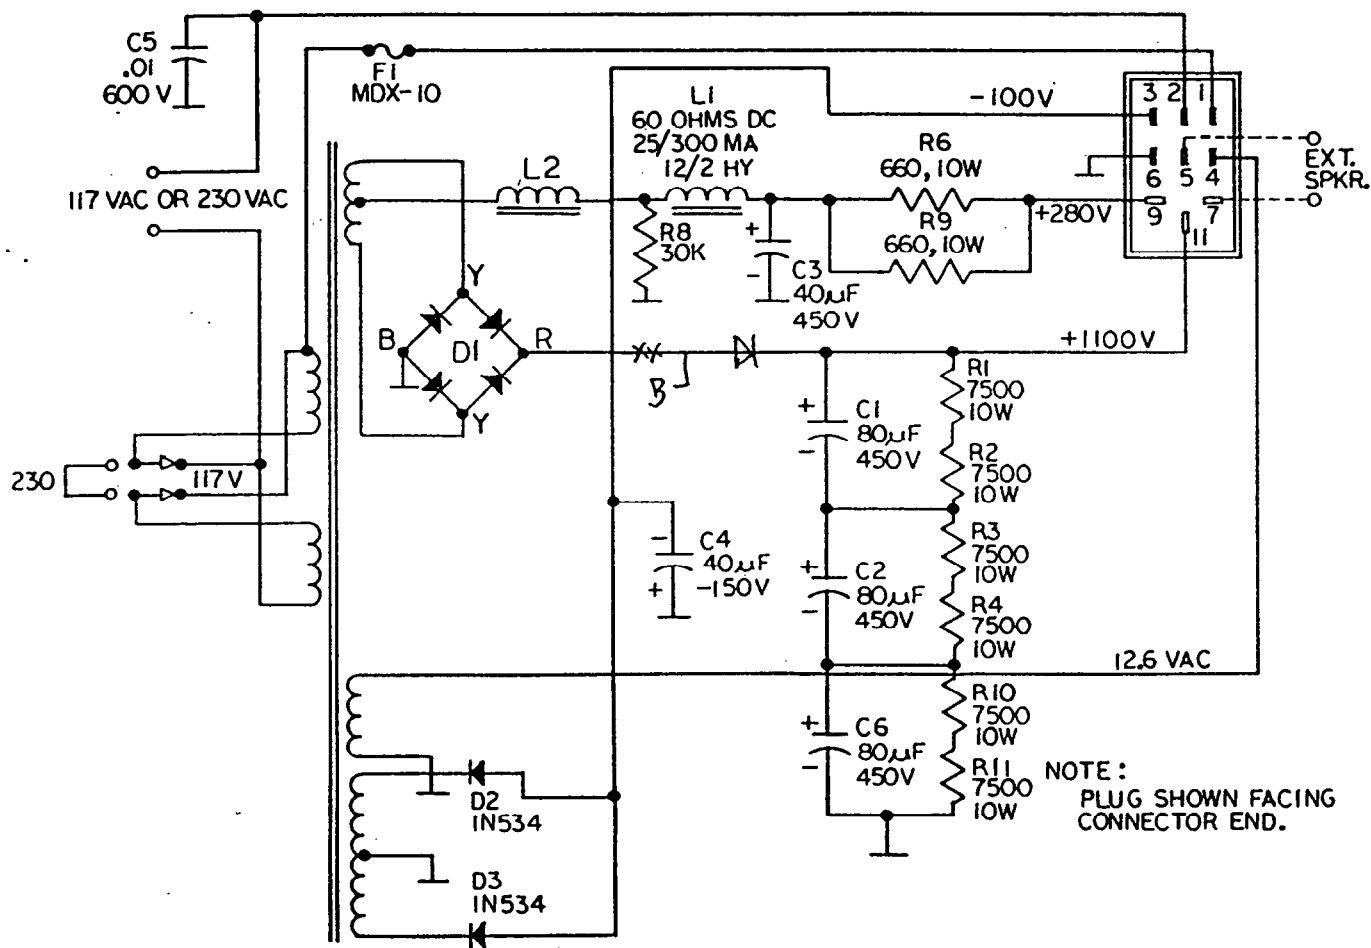 C5
.01
600 V
F1
MDX-10
117 VAC OR 230 VAC
L2
L1
60 OHMS DC
25/300 MA
12/2 HY
R8
30K
C3
+
-
40µF
450V
R6
660, 10W
R9
660, 10W
-100V
+280V
3 2 1
6 5 4
9 7
11
EXT.
SPKR.
Y
B D1 R
Y
B
+1100V
R1
7500
10W
+
C1
80µF
-
450V
R2
7500
10W
230
117V
-
C4
40µF
+
-150V
R3
7500
10W
+
C2
80µF
-
450V
R4
7500
10W
12.6 VAC
R10
7500
10W
+
C6
80µF
-
450V
R11
7500
10W
D2
1N534
D3
1N534
NOTE:
PLUG SHOWN FACING
CONNECTOR END.